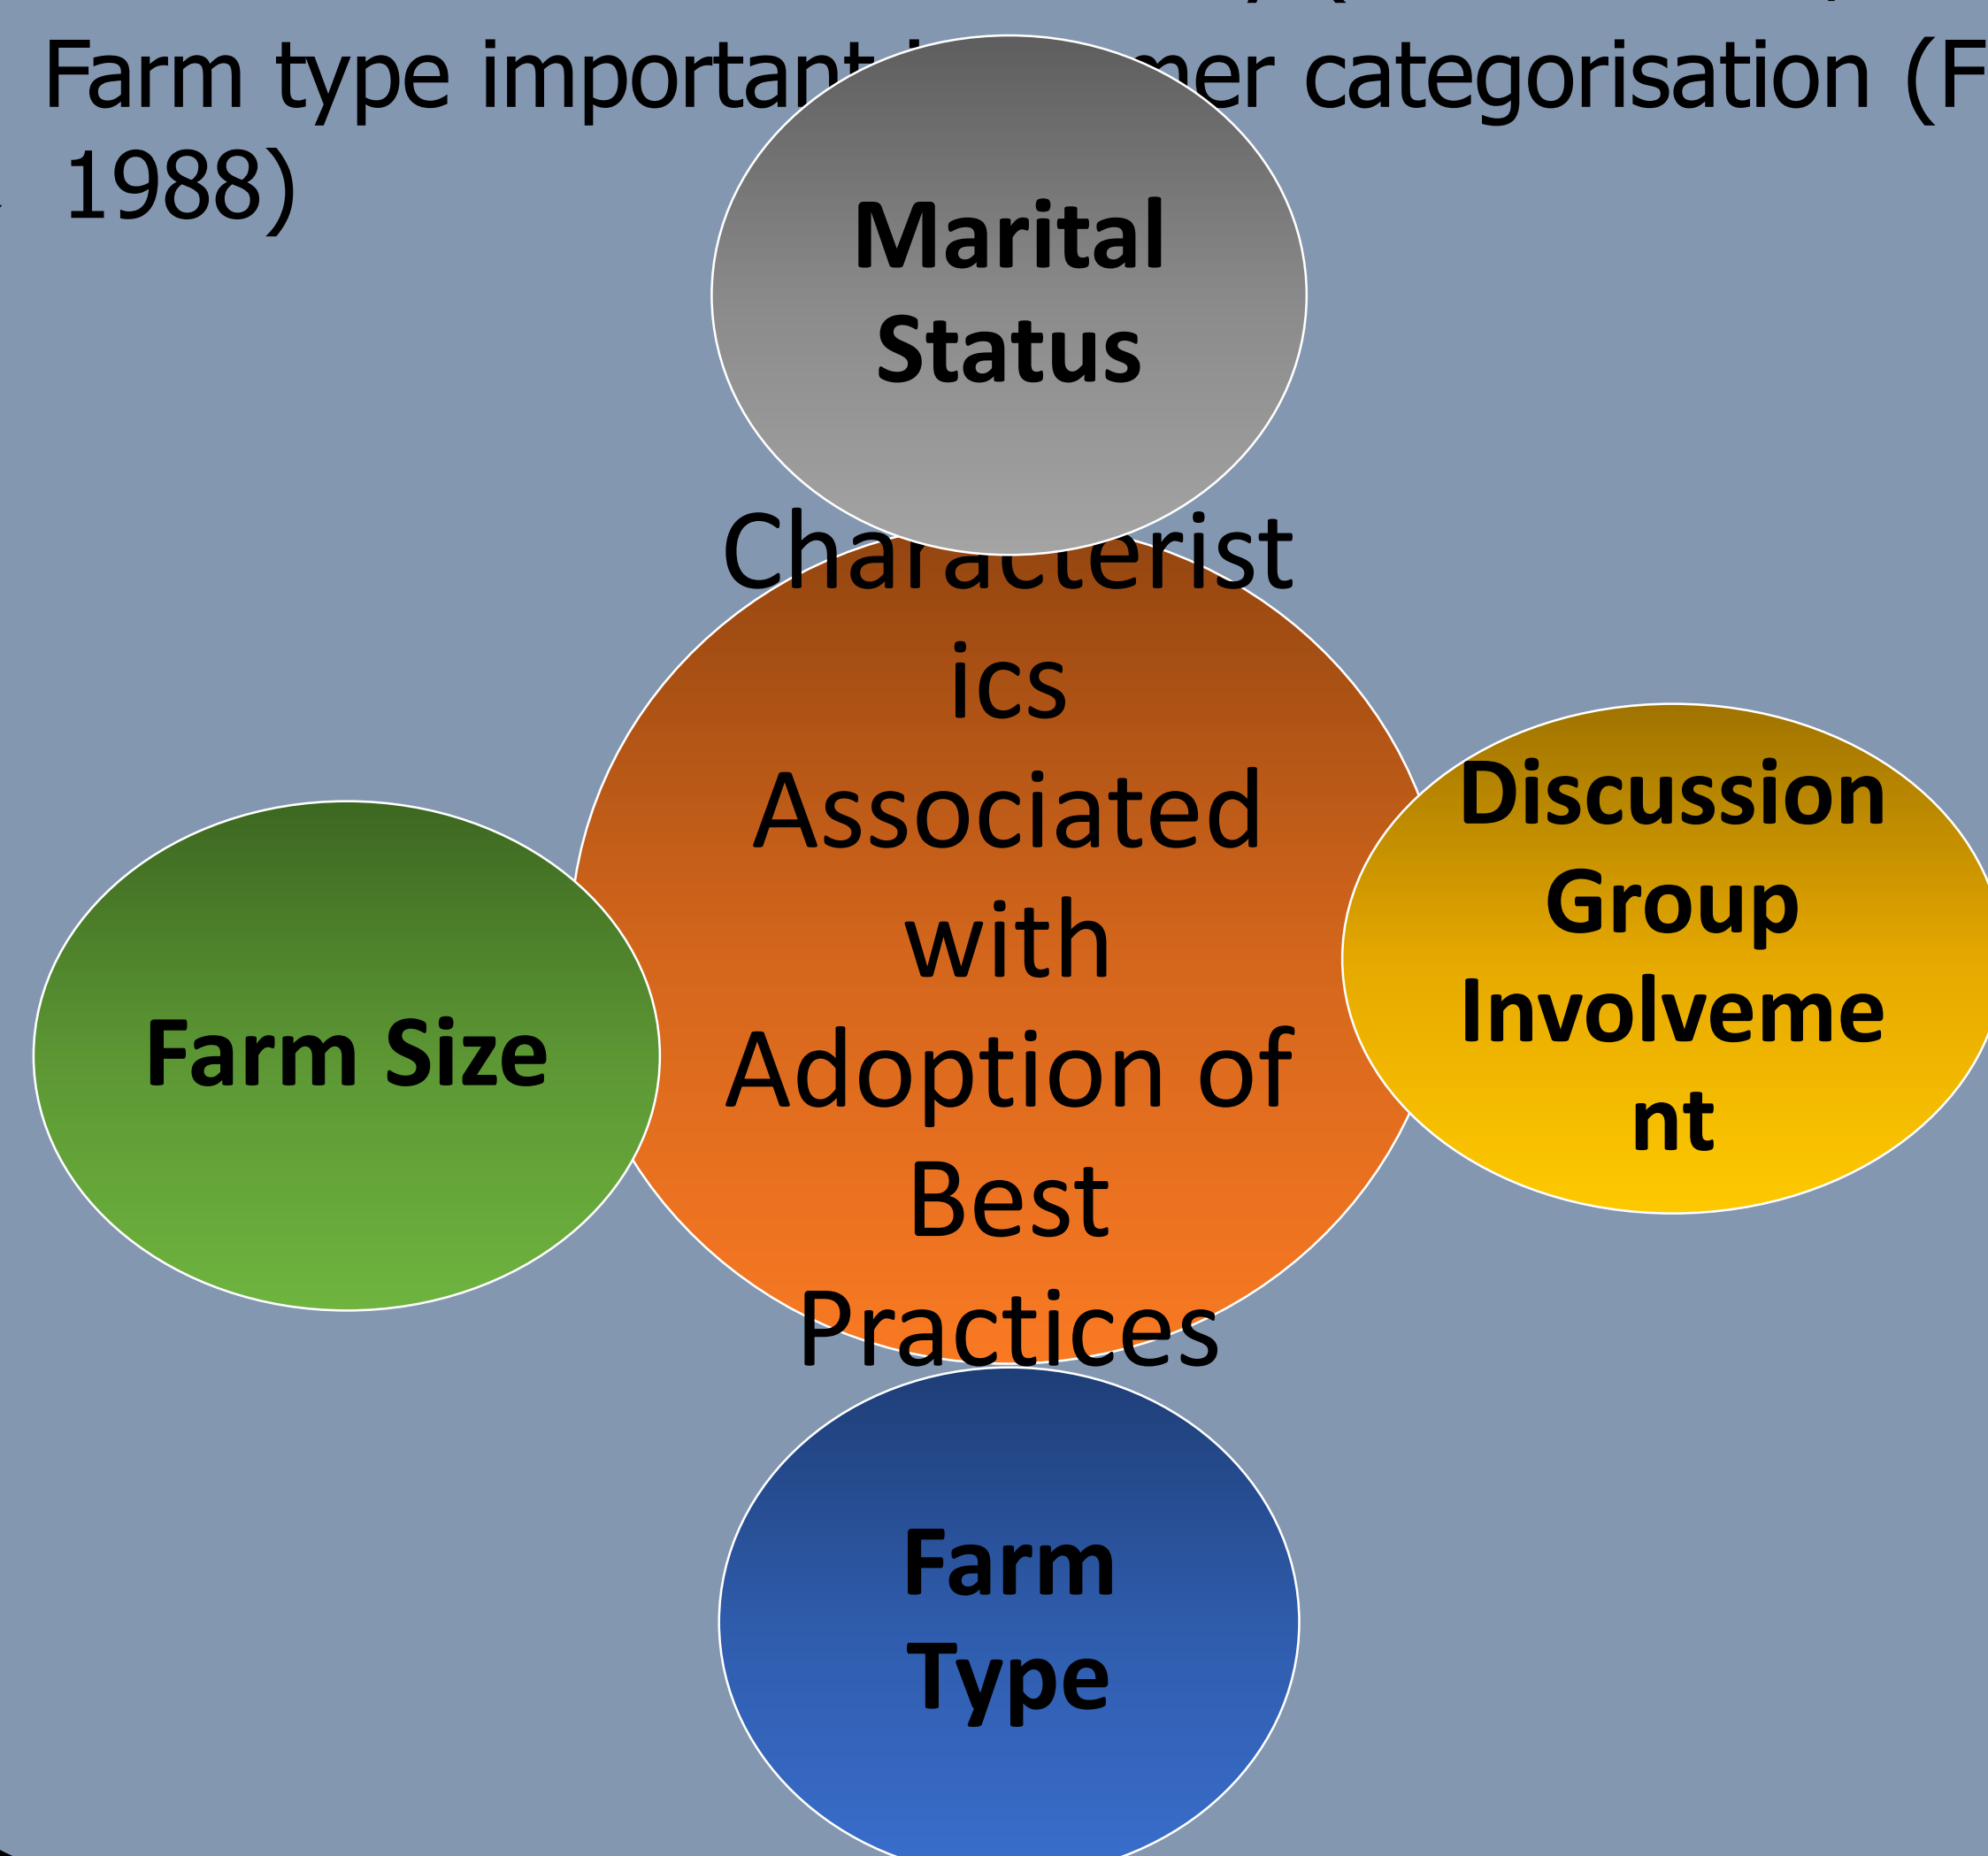 Farm type important er categorisation (F
1988)
Marital
Status
Characterist
ics
Associated
with
Adoption of
Best
Practices
Discussion
Group
Involveme
nt
Farm Size
Farm
Type